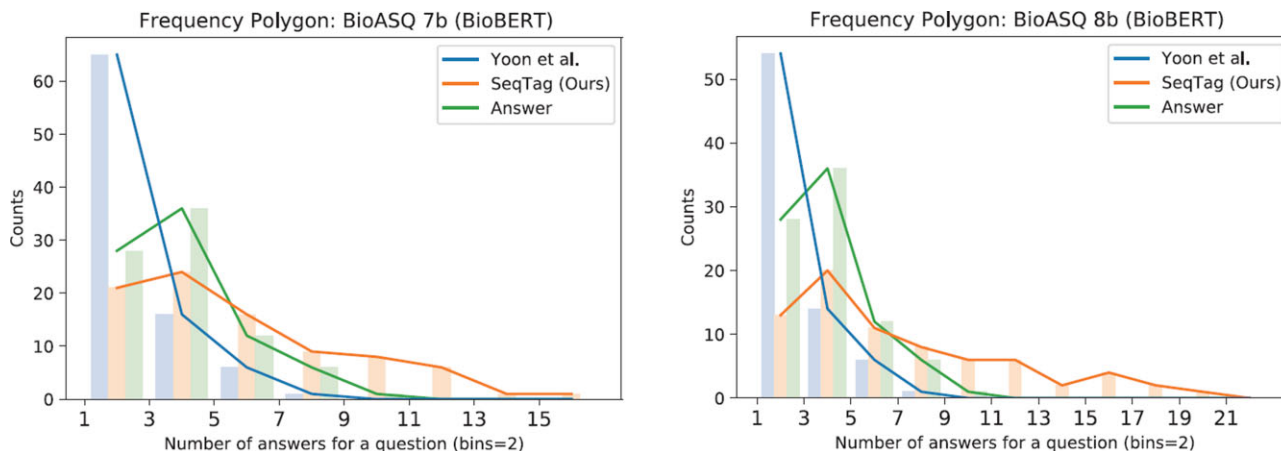 Frequency Polygon: BioASQ 7b (BioBERT)
Yoon et al.
SeqTag (Ours)
Answer
60
50
40
30
20
10
0
Counts
1 3 5 7 9 11 13 15
Number of answers for a question (bins=2)
Frequency Polygon: BioASQ 8b (BioBERT)
Yoon et al.
SeqTag (Ours)
Answer
50
40
30
20
10
0
Counts
1 3 5 7 9 11 13 15 17 19 21
Number of answers for a question (bins=2)